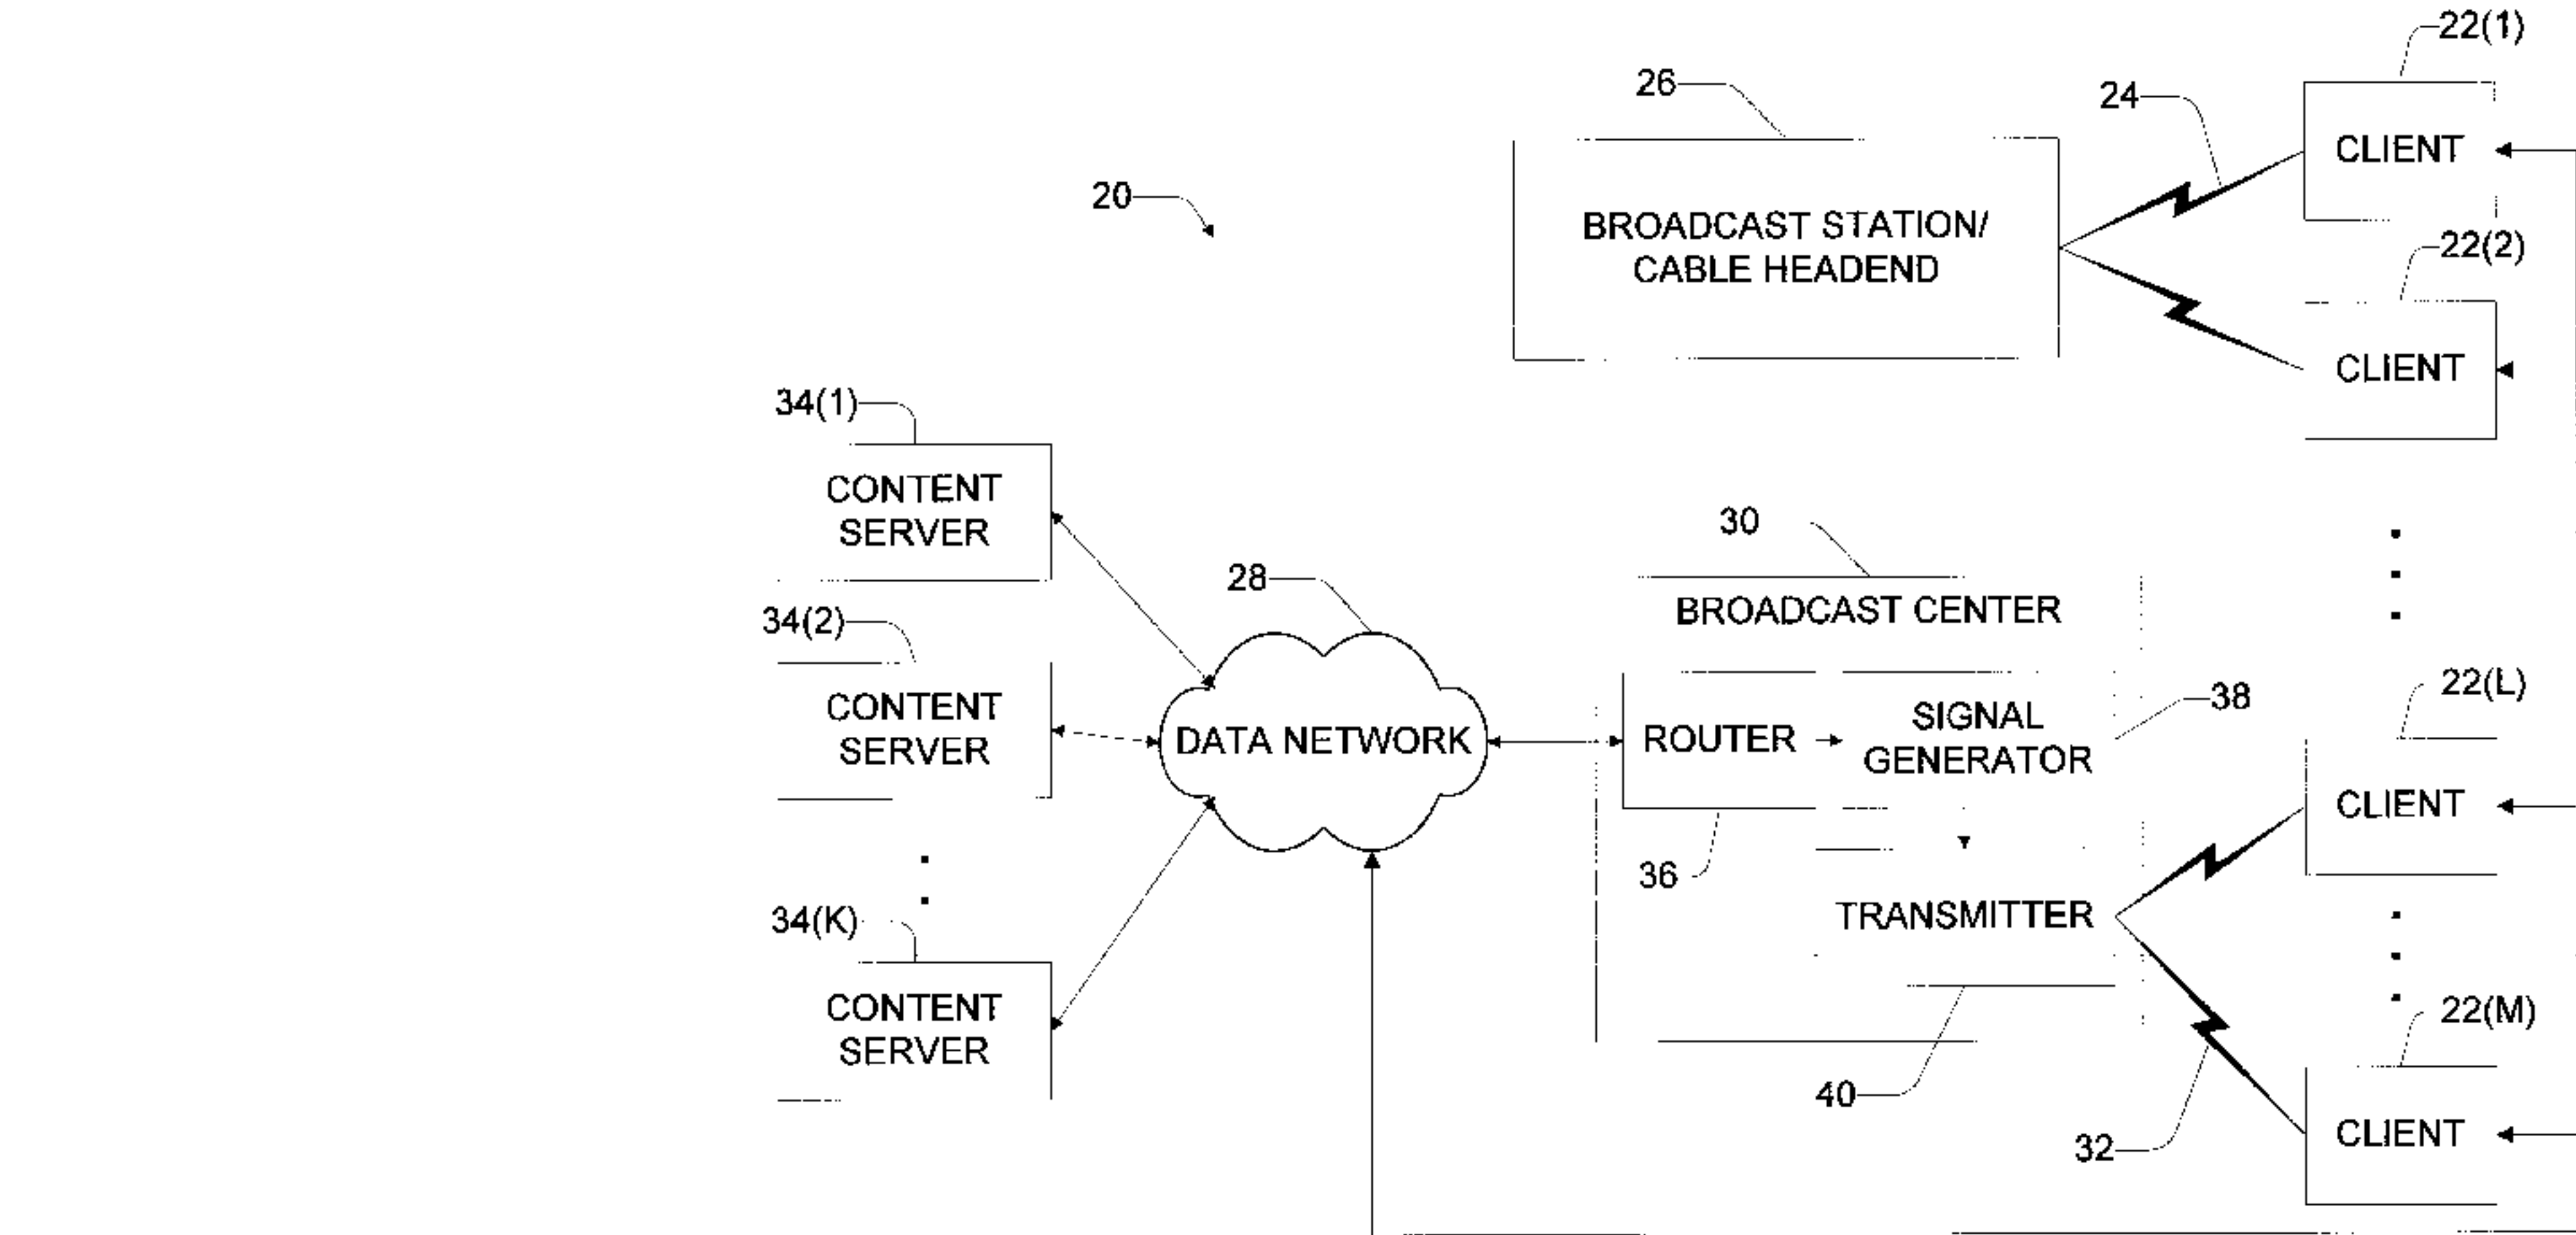 22(1)
26
24
CLIENT
20
BROADCAST STATION/
CABLE HEADEND
22(2)
CLIENT
34(1)
CONTENT
SERVER
30
28
BROADCAST CENTER
34(2)
22(L)
38
CONTENT
SERVER
DATA NETWORK
ROUTER
SIGNAL
GENERATOR
CLIENT
36
34(K)
TRANSMITTER
CONTENT
SERVER
22(M)
40
32
CLIENT